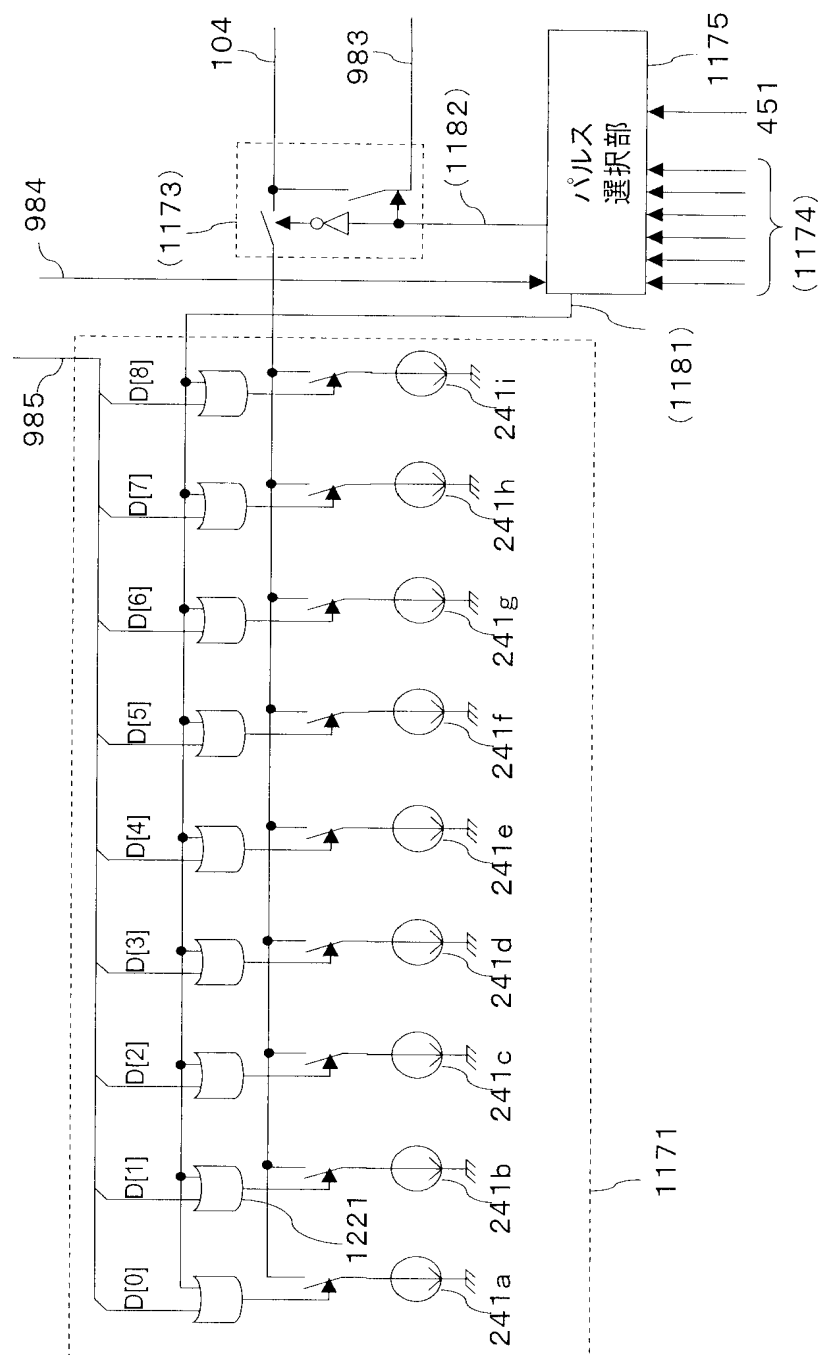 985
984
104
983
D[0]
D[1]
D[2]
D[3]
D[4]
D[5]
D[6]
D[7]
D[8]
(1173)
(1182)
1221
241a
241b
241c
241d
241e
241f
241g
241h
241i
(1181)
パルス
選択部
1175
451
(1174)
1171